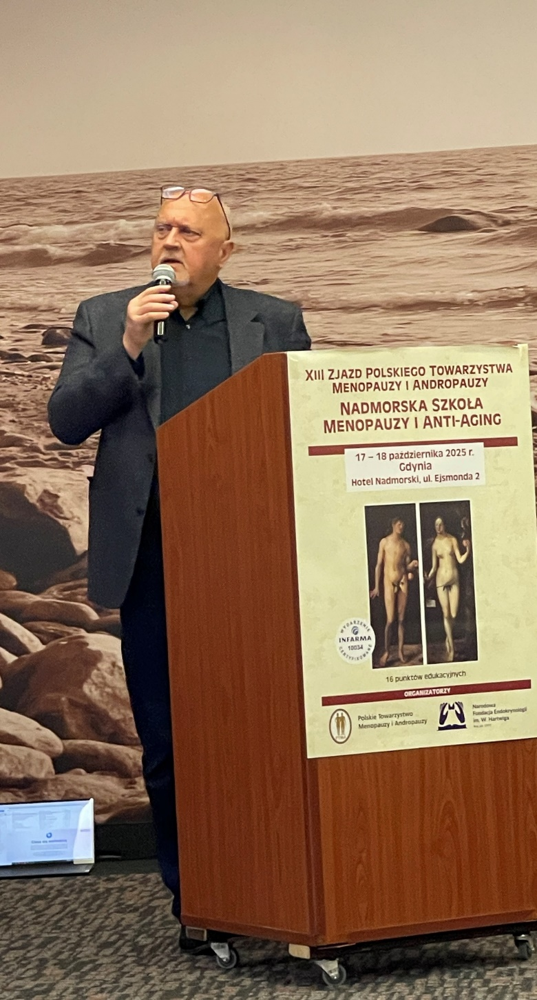 XIII ZJAZD POLSKIEGO TOWARZYSTWA
MENOPAUZY I ANDROPAUZY
NADMORSKA SZKOŁA
MENOPAUZY I ANTI-AGING
17 – 18 października 2025 r.
Gdynia
Hotel Nadmorski, ul. Ejsmonda 2
WYDARZENIE
INFARMA
10034
CERTYFIKOWANE
16 punktów edukacyjnych
ORGANIZATORZY
Polskie Towarzystwo
Menopauzy i Andropauzy
Narodowa
Fundacja Endokrynologii
im. W. Hartwiga